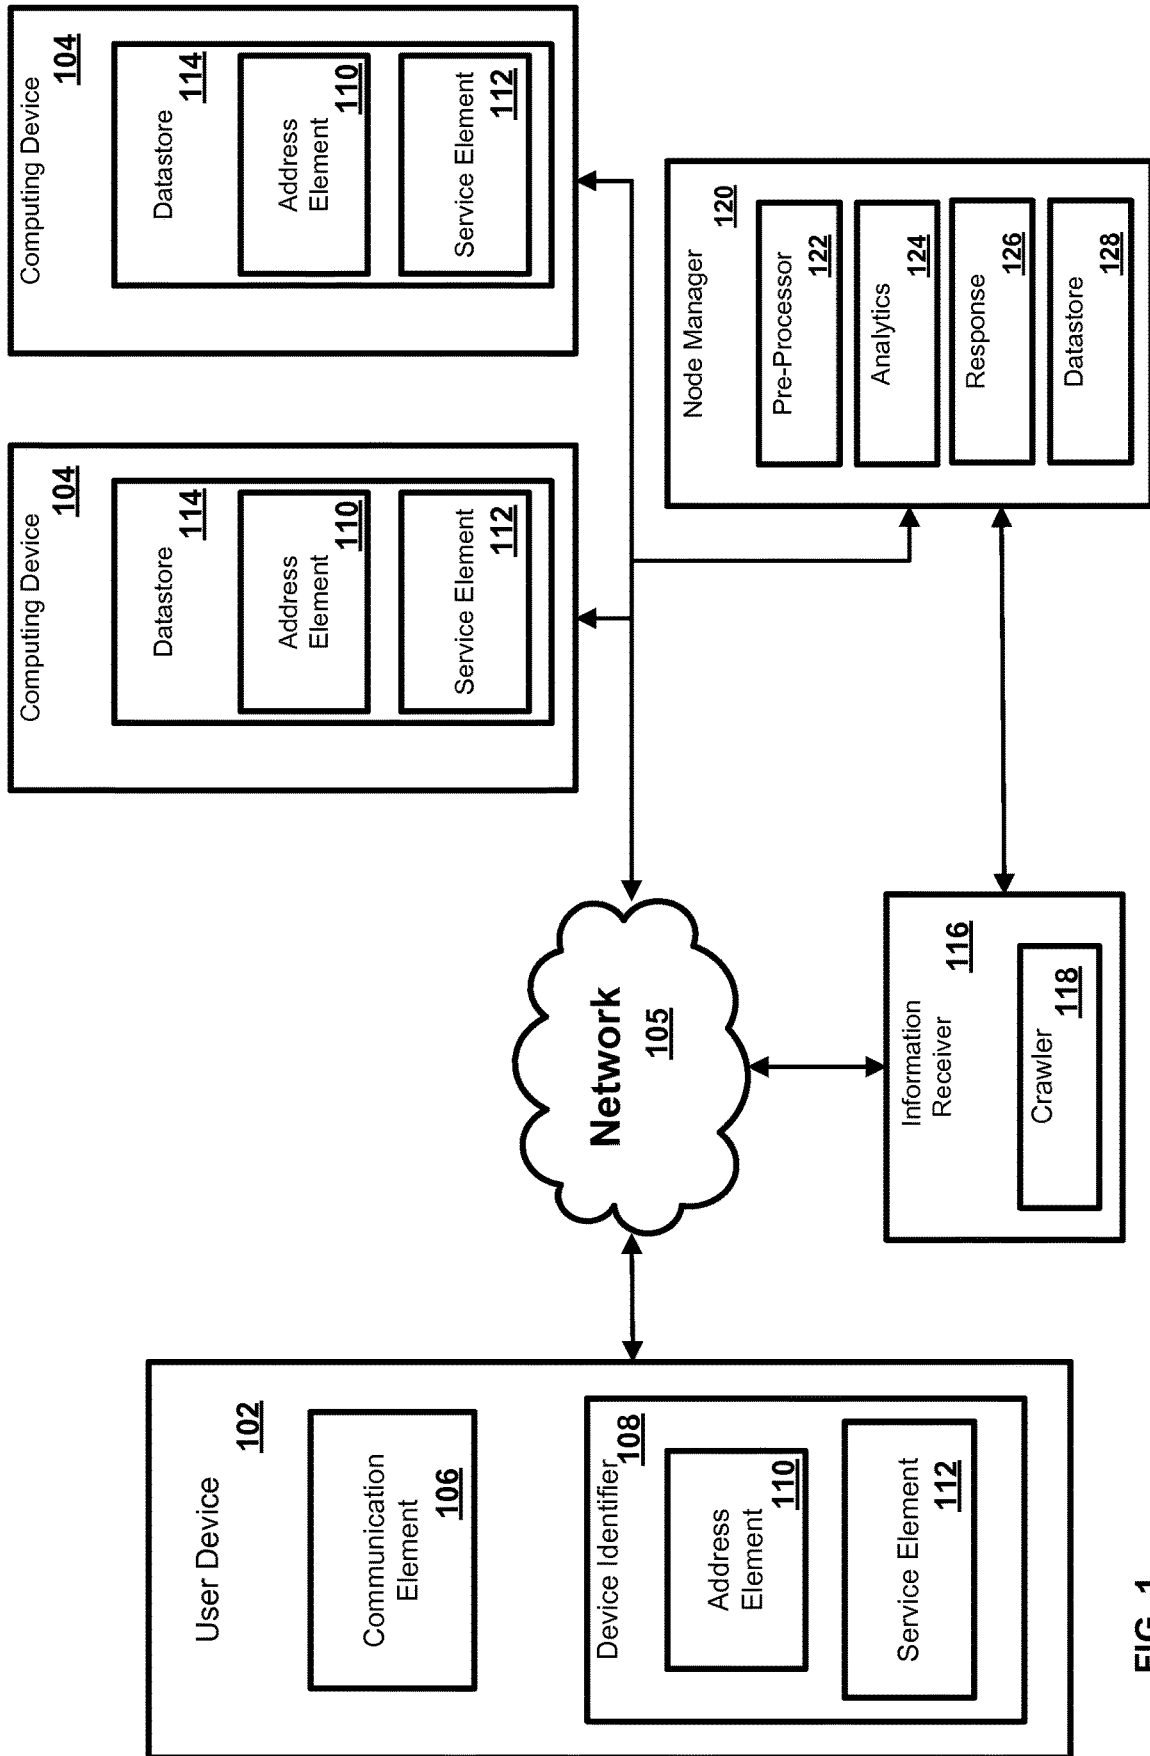 User Device
102
Communication
Element
106
Device Identifier
108
Address
Element
110
Service Element
112
Network
105
Information
Receiver
116
Crawler
118
Computing Device
104
Datastore
114
Address
Element
110
Service Element
112
Computing Device
104
Datastore
114
Address
Element
110
Service Element
112
Node Manager
120
Pre-Processor
122
Analytics
124
Response
126
Datastore
128
FIG. 1